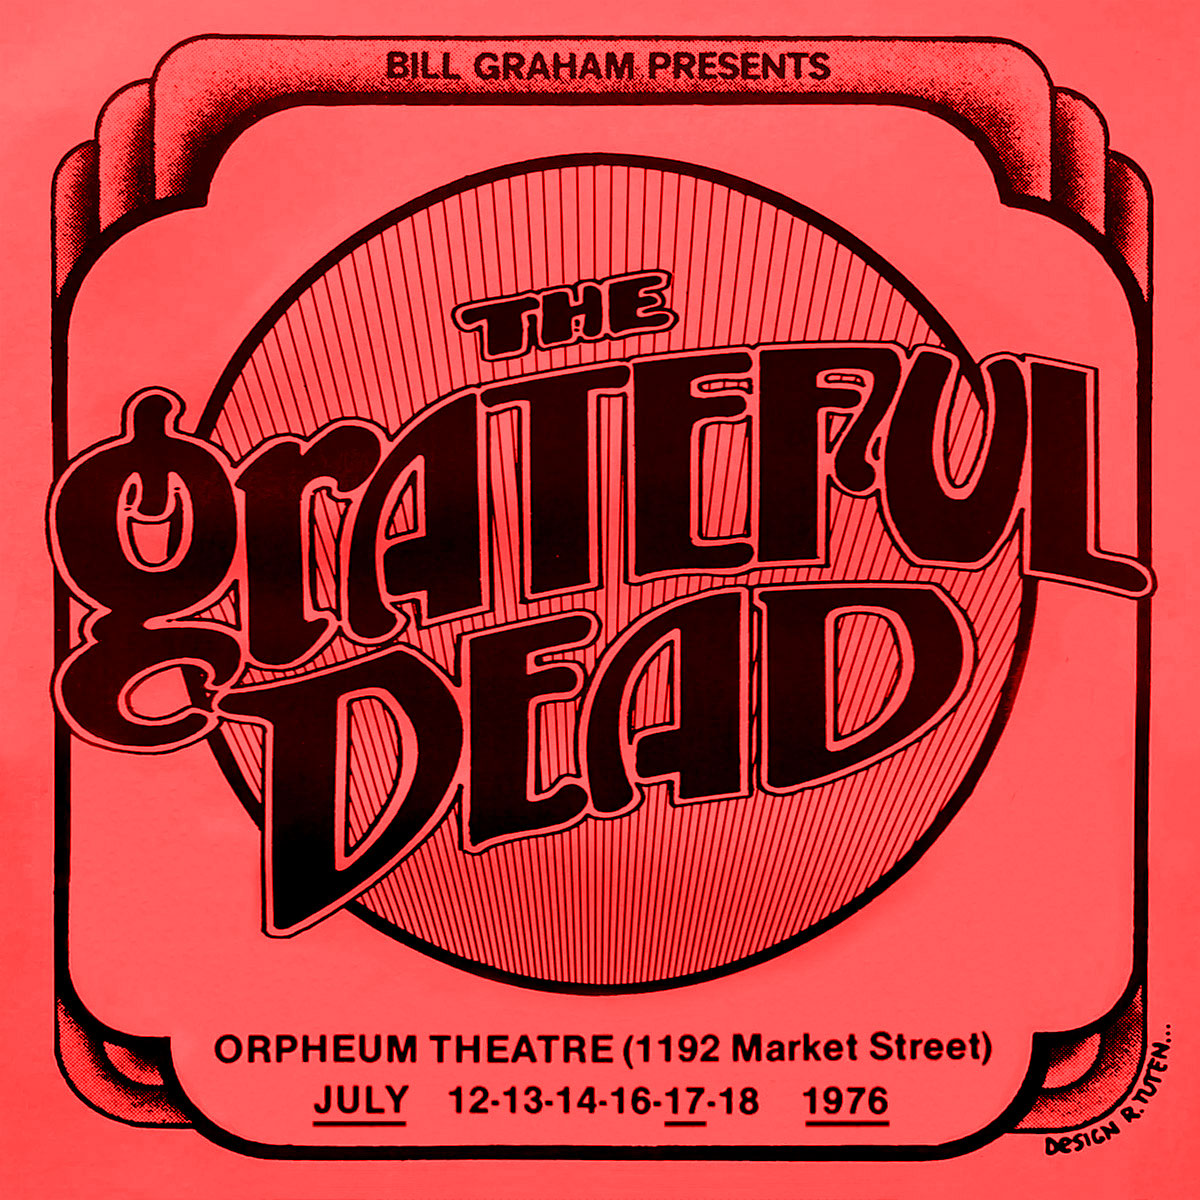 BILL GRAHAM PRESENTS
THE
gratEFUL
DEAD
ORPHEUM THEATRE (1192 Market Street)
JULY 12-13-14-16-17-18 1976
DESIGN R. TUTEN...